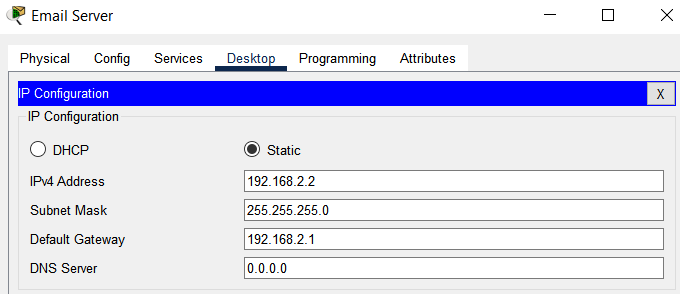 Email Server
Physical Config Services Desktop Programming Attributes
IP Configuration X
IP Configuration
DHCP Static
IPv4 Address 192.168.2.2
Subnet Mask 255.255.255.0
Default Gateway 192.168.2.1
DNS Server 0.0.0.0